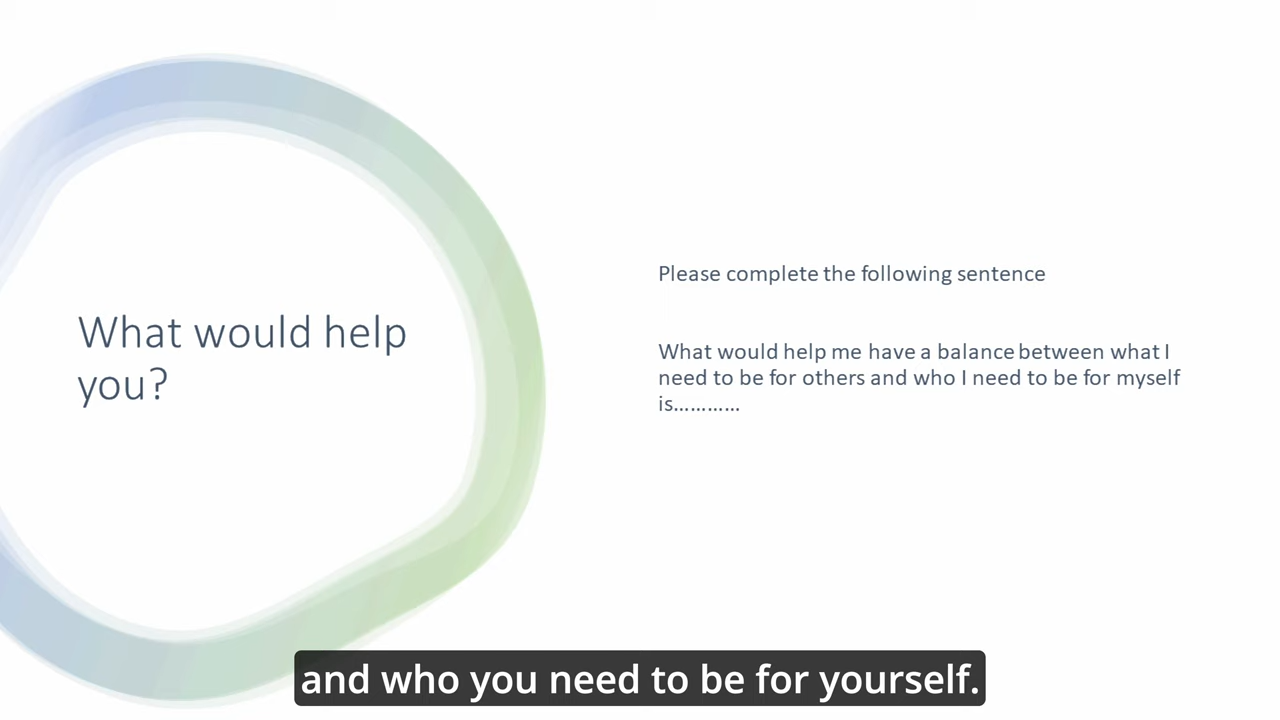 What would help
you?
Please complete the following sentence
What would help me have a balance between what I
need to be for others and who I need to be for myself
is…………
and who you need to be for yourself.